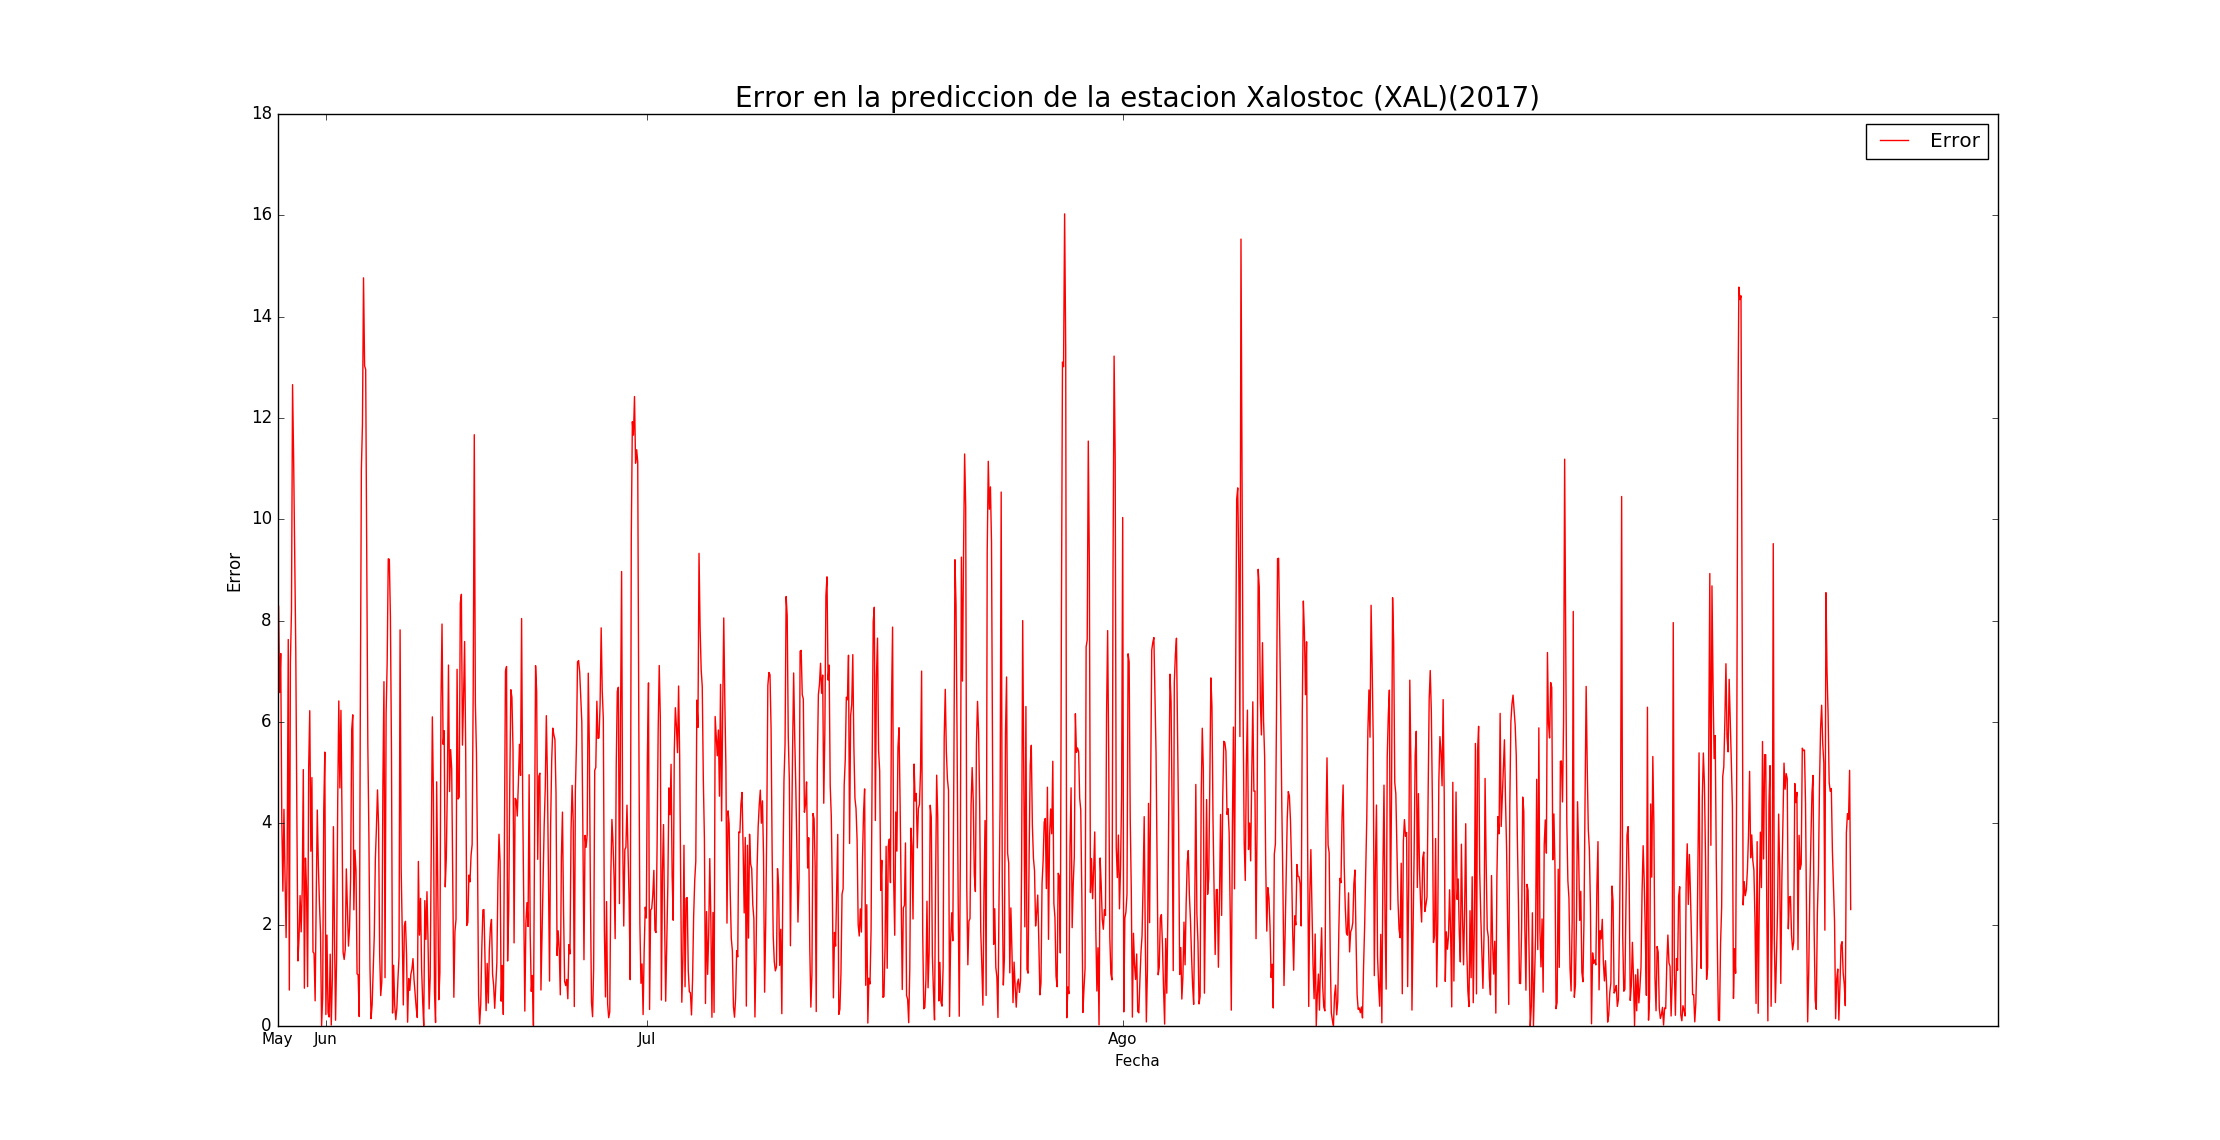 Error en la prediccion de la estacion Xalostoc (XAL)(2017)
Error
18
16
14
12
10
8
6
4
2
0
Error
May Jun Jul Ago
Fecha